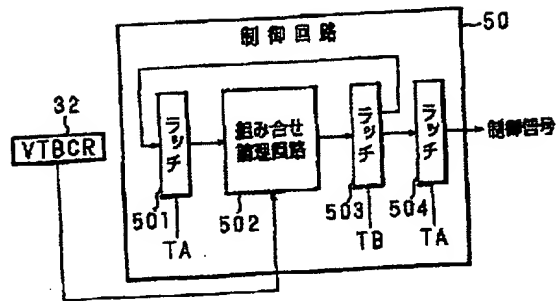 制御回路
50
32
VTBCR
ラッチ
組み合せ
論理回路
ラッチ
ラッチ
制御信号
501
502
503
504
TA
TB
TA